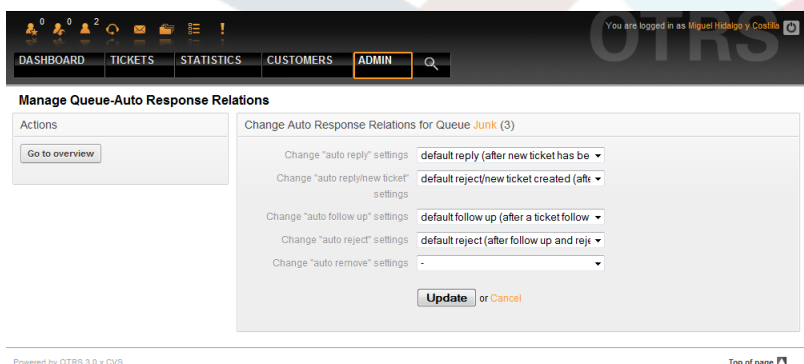 0 0 2 ! You are logged in as Miguel Hidalgo y Costilla
OTRS
DASHBOARD TICKETS STATISTICS CUSTOMERS ADMIN
Manage Queue-Auto Response Relations
Actions
Go to overview
Change Auto Response Relations for Queue Junk (3)
Change "auto reply" settings default reply (after new ticket has be
Change "auto reply/new ticket" settings default reject/new ticket created (afte
Change "auto follow up" settings default follow up (after a ticket follow
Change "auto reject" settings default reject (after follow up and reje
Change "auto remove" settings -
Update or Cancel
Powered by OTRS 3.0.x CVS Top of page